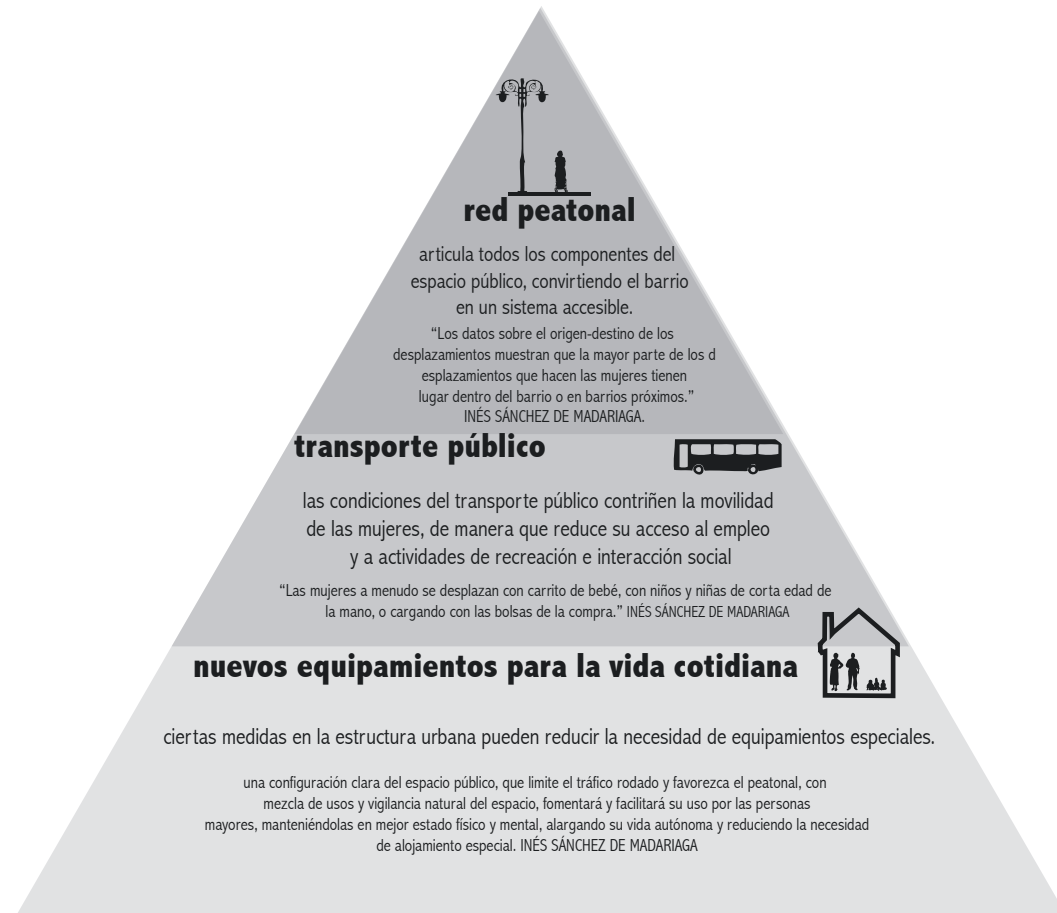 red peatonal
articula todos los componentes del
espacio público, convirtiendo el barrio
en un sistema accesible.
“Los datos sobre el origen-destino de los
desplazamientos muestran que la mayor parte de los d
esplazamientos que hacen las mujeres tienen
lugar dentro del barrio o en barrios próximos.”
INÉS SÁNCHEZ DE MADARIAGA.
transporte público
las condiciones del transporte público contriñen la movilidad
de las mujeres, de manera que reduce su acceso al empleo
y a actividades de recreación e interacción social
“Las mujeres a menudo se desplazan con carrito de bebé, con niños y niñas de corta edad de
la mano, o cargando con las bolsas de la compra.” INÉS SÁNCHEZ DE MADARIAGA
nuevos equipamientos para la vida cotidiana
ciertas medidas en la estructura urbana pueden reducir la necesidad de equipamientos especiales.
una configuración clara del espacio público, que limite el tráfico rodado y favorezca el peatonal, con
mezcla de usos y vigilancia natural del espacio, fomentará y facilitará su uso por las personas
mayores, manteniéndolas en mejor estado físico y mental, alargando su vida autónoma y reduciendo la necesidad
de alojamiento especial. INÉS SÁNCHEZ DE MADARIAGA